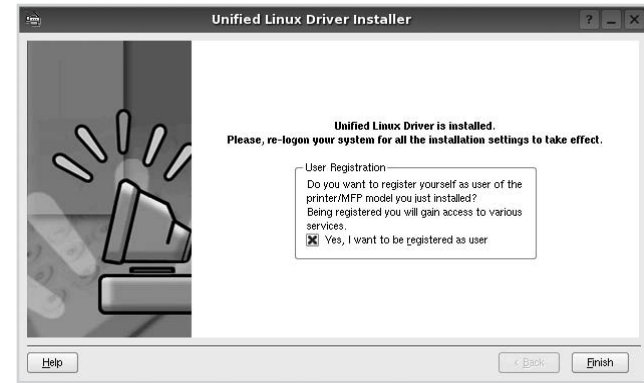 Unified Linux Driver Installer
Unified Linux Driver is installed.
Please, re-logon your system for all the installation settings to take effect.
User Registration
Do you want to register yourself as user of the
printer/MFP model you just installed?
Being registered you will gain access to various
services.
Yes, I want to be registered as user
Help
< Back
Finish